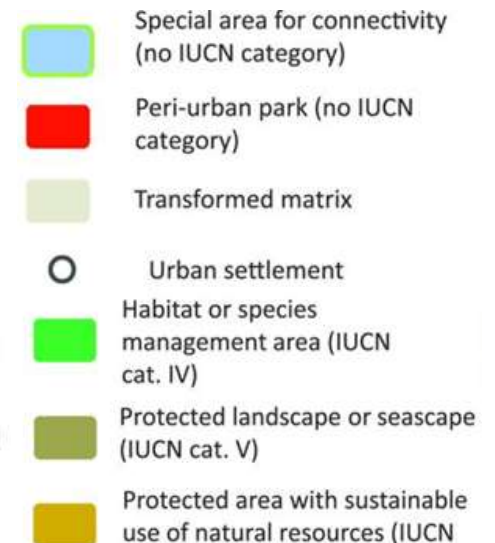 Special area for connectivity
(no IUCN category)
Peri-urban park (no IUCN
category)
Transformed matrix
Urban settlement
Habitat or species
management area (IUCN
cat. IV)
Protected landscape or seascape
(IUCN cat. V)
Protected area with sustainable
use of natural resources (IUCN